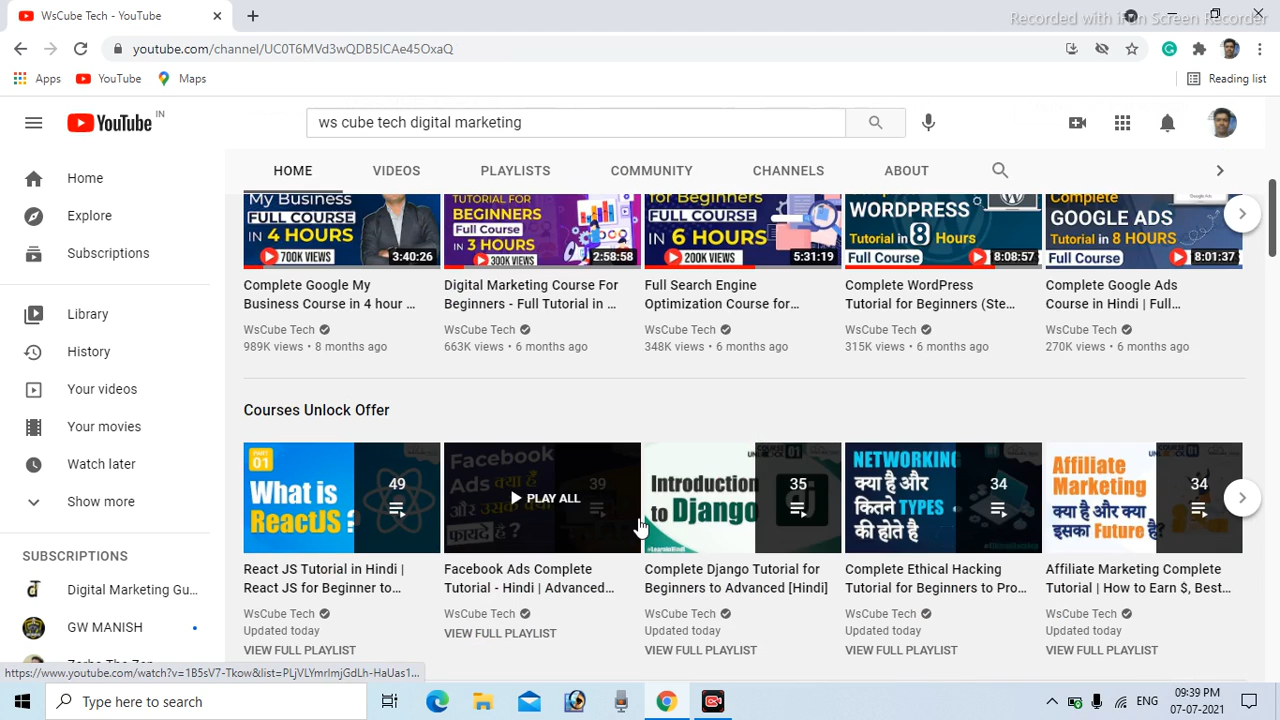 WsCube Tech - YouTube
Recorded with iFun Screen Recorder
youtube.com/channel/UC0T6MVd3wQDB5ICAe45OxaQ
Apps YouTube Maps Reading list
YouTube IN
ws cube tech digital marketing
HOME VIDEOS PLAYLISTS COMMUNITY CHANNELS ABOUT
Home
Explore
Subscriptions
Library
History
Your videos
Your movies
Watch later
Show more
SUBSCRIPTIONS
Digital Marketing Gu...
GW MANISH
My Business
FULL COURSE
IN 4 HOURS
700K VIEWS
3:40:26
Complete Google My
Business Course in 4 hour ...
WsCube Tech
989K views • 8 months ago
TUTORIAL FOR
BEGINNERS
Full Course
IN 3 HOURS
300K VIEWS
2:58:58
Digital Marketing Course For
Beginners - Full Tutorial in ...
WsCube Tech
663K views • 6 months ago
for Beginners
FULL COURSE
IN 6 HOURS
200K VIEWS
5:31:19
Full Search Engine
Optimization Course for...
WsCube Tech
348K views • 6 months ago
Complete
WORDPRESS
Tutorial in 8 Hours
Full Course
8:08:57
Complete WordPress
Tutorial for Beginners (Ste...
WsCube Tech
315K views • 6 months ago
Complete
GOOGLE ADS
Google Ads
Tutorial in 8 HOURS
Full Course
8:01:37
Complete Google Ads
Course in Hindi | Full...
WsCube Tech
270K views • 6 months ago
Courses Unlock Offer
PART
01
What is
ReactJS ?
49
React JS Tutorial in Hindi |
React JS for Beginner to...
WsCube Tech
Updated today
VIEW FULL PLAYLIST
Facebook
Ads क्या है
और उसके क्या
फायदे है ?
PLAY ALL
39
Facebook Ads Complete
Tutorial - Hindi | Advanced...
WsCube Tech
VIEW FULL PLAYLIST
Introduction
to Django
35
Complete Django Tutorial for
Beginners to Advanced [Hindi]
WsCube Tech
Updated today
VIEW FULL PLAYLIST
NETWORKING
क्या है और
कितने TYPES
की होते है
34
Complete Ethical Hacking
Tutorial for Beginners to Pro...
WsCube Tech
Updated today
VIEW FULL PLAYLIST
Affiliate
Marketing
क्या है और
इसका Future है?
34
Affiliate Marketing Complete
Tutorial | How to Earn $, Best...
WsCube Tech
Updated today
VIEW FULL PLAYLIST
https://www.youtube.com/watch?v=1B5sV7-Tkow&list=PLjVLYmrlmjGdLh-HaUas1...
Type here to search
ENG
09:39 PM
07-07-2021